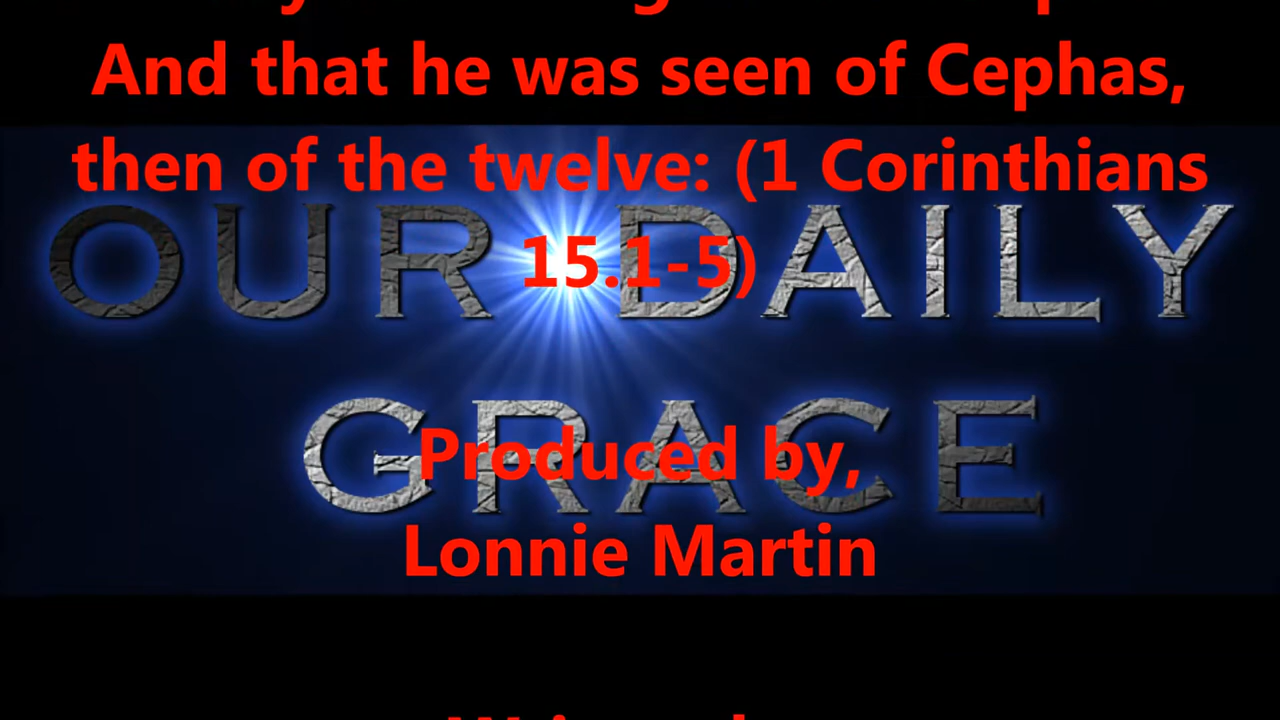 And that he was seen of Cephas,
then of the twelve: (1 Corinthians
15.1-5)
OUR DAILY
GRACE
Produced by,
Lonnie Martin